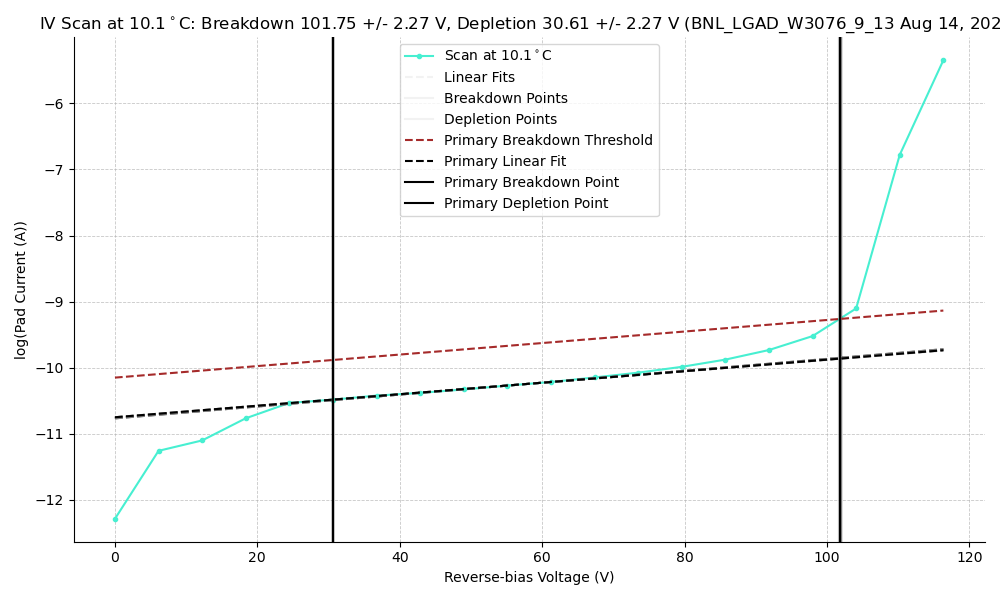 IV Scan at 10.1°C: Breakdown 101.75 +/- 2.27 V, Depletion 30.61 +/- 2.27 V (BNL_LGAD_W3076_9_13 Aug 14, 202
Scan at 10.1°C
Linear Fits
Breakdown Points
Depletion Points
Primary Breakdown Threshold
Primary Linear Fit
Primary Breakdown Point
Primary Depletion Point
log(Pad Current (A))
−6
−7
−8
−9
−10
−11
−12
0 20 40 60 80 100 120
Reverse-bias Voltage (V)